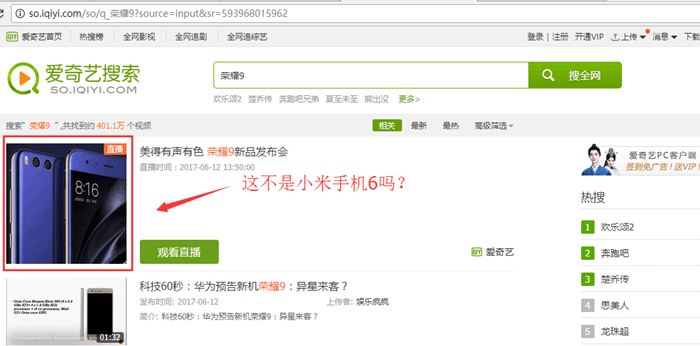 so.iqiyi.com/so/q_荣耀9?source=input&sr=593968015962
爱奇艺首页 热搜榜 全网影视 全网追剧 全网追综艺 登录 | 注册 开通VIP 上传 消息 下载
爱奇艺搜索
SO.IQIYI.COM
荣耀9 搜全网
欢乐颂2 楚乔传 奔跑吧兄弟 夏至未至 熊出没 更多>
搜索“荣耀9 ”,共找到约 401.1万 个视频 相关 最新 最热 高级筛选
直播
8:16
美得有声有色 荣耀9新品发布会
直播时间：2017-06-12 13:50:00
这不是小米手机6吗？
观看直播 爱奇艺
爱奇艺PC客户端
签到免广告！送VIP！
热搜
1 欢乐颂2
2 奔跑吧
3 楚乔传
4 思美人
5 龙珠超
科技60秒：华为预告新机荣耀9：异星来客？
发布时间：2017-06-12 上传者: 娱乐疯疯
简介: 科技60秒：华为预告新机荣耀9：异星来客？
01:32